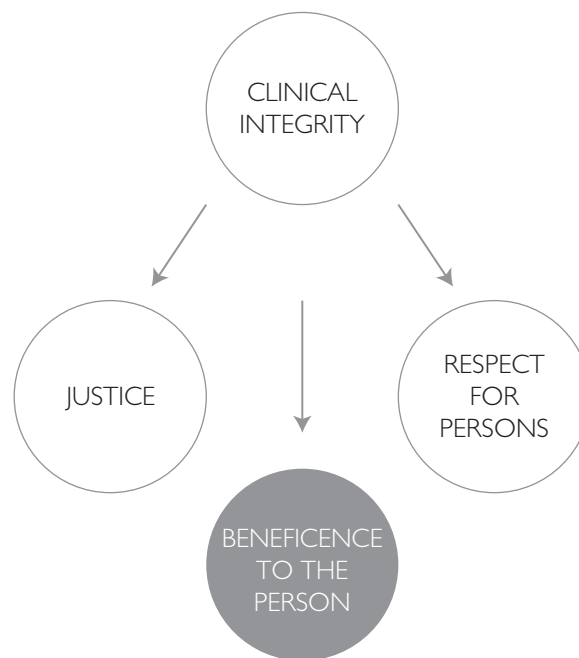 CLINICAL
INTEGRITY
JUSTICE
RESPECT
FOR
PERSONS
BENEFICENCE
TO THE
PERSON